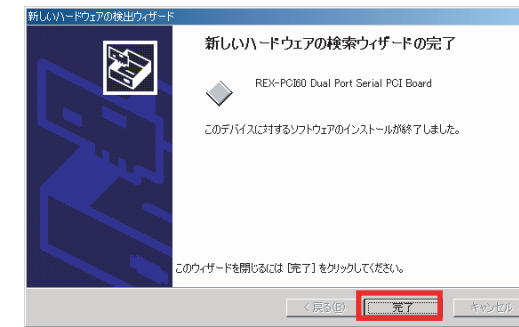 新しいハードウェアの検出ウィザード
新しいハードウェアの検索ウィザードの完了
REX-PCI60 Dual Port Serial PCI Board
このデバイスに対するソフトウェアのインストールが終了しました。
このウィザードを閉じるには [完了] をクリックしてください。
< 戻る(B)
完了
キャンセル